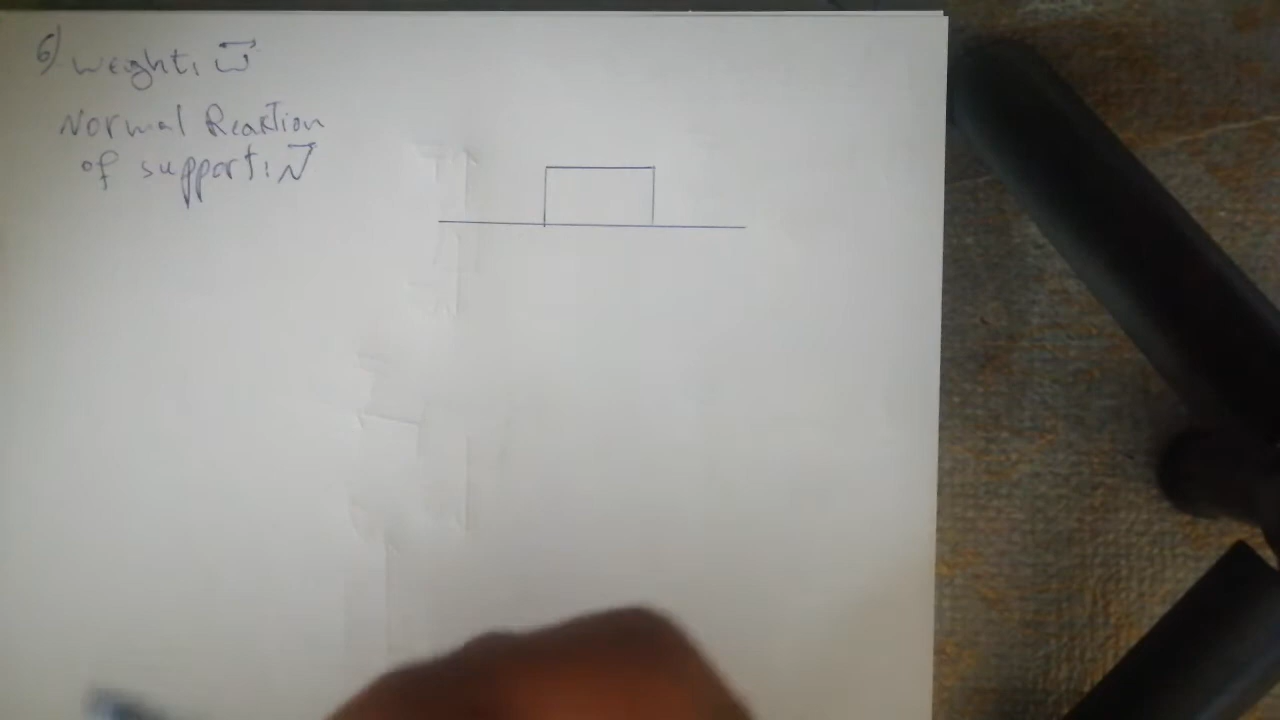 6) weight: w⃗
Normal Reaction
of support: N⃗